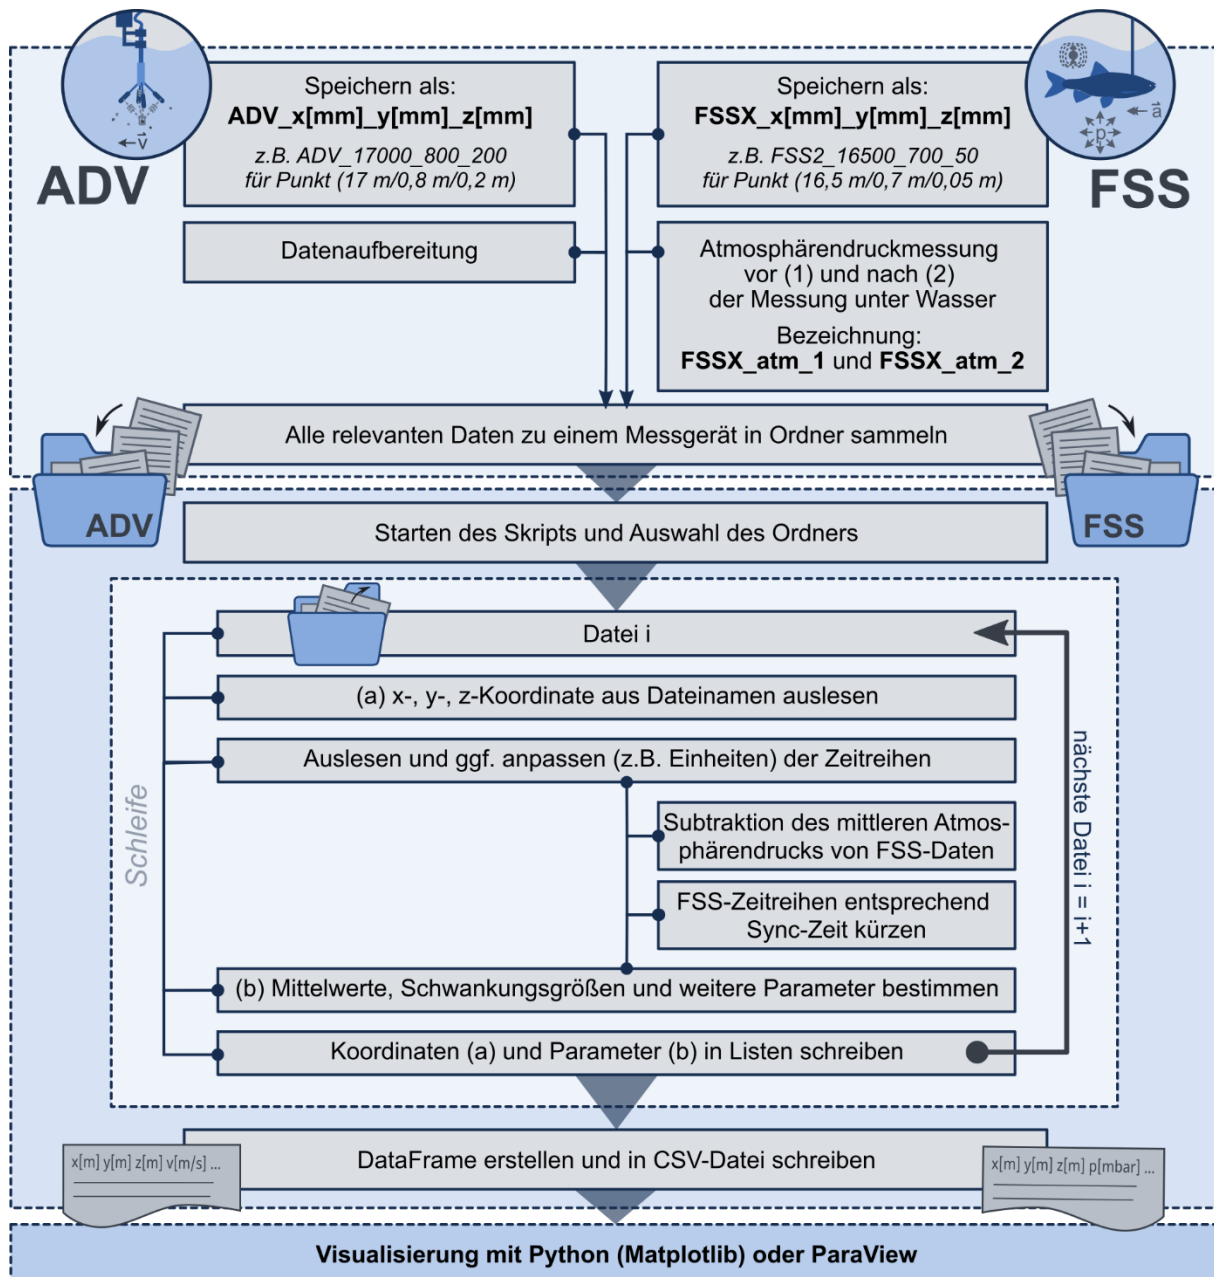 Speichern als:
ADV_x[mm]_y[mm]_z[mm]
z.B. ADV_17000_800_200
für Punkt (17 m/0,8 m/0,2 m)
v
ADV
Speichern als:
FSSX_x[mm]_y[mm]_z[mm]
z.B. FSS2_16500_700_50
für Punkt (16,5 m/0,7 m/0,05 m)
a
p
FSS
Datenaufbereitung
Atmosphärendruckmessung
vor (1) und nach (2)
der Messung unter Wasser
Bezeichnung:
FSSX_atm_1 und FSSX_atm_2
Alle relevanten Daten zu einem Messgerät in Ordner sammeln
ADV
FSS
Starten des Skripts und Auswahl des Ordners
Schleife
Datei i
(a) x-, y-, z-Koordinate aus Dateinamen auslesen
Auslesen und ggf. anpassen (z.B. Einheiten) der Zeitreihen
Subtraktion des mittleren Atmos-
phärendrucks von FSS-Daten
FSS-Zeitreihen entsprechend
Sync-Zeit kürzen
(b) Mittelwerte, Schwankungsgrößen und weitere Parameter bestimmen
Koordinaten (a) und Parameter (b) in Listen schreiben
nächste Datei i = i+1
DataFrame erstellen und in CSV-Datei schreiben
x[m] y[m] z[m] v[m/s] ...
x[m] y[m] z[m] p[mbar] ...
Visualisierung mit Python (Matplotlib) oder ParaView